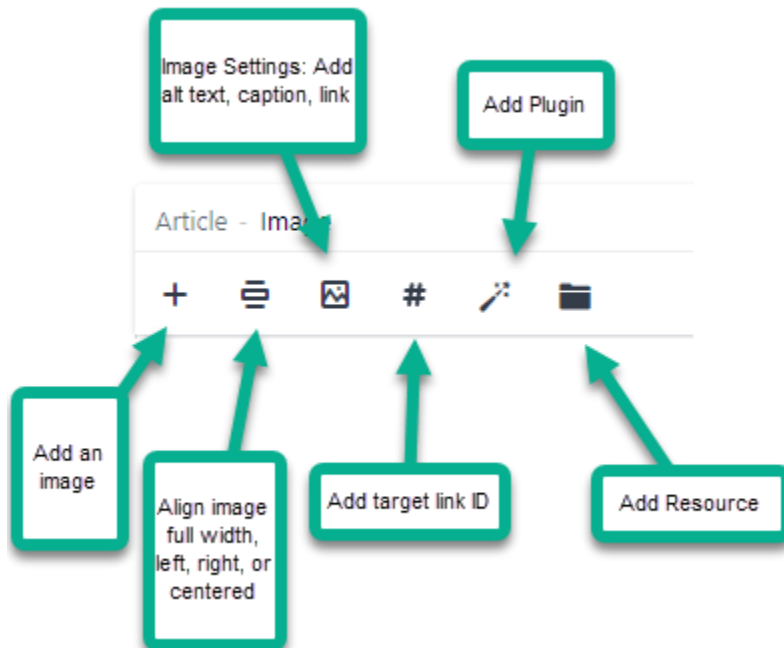 Image Settings: Add
alt text, caption, link
Add Plugin
Article - Image
#
Add an
image
Align image
full width,
left, right, or
centered
Add target link ID
Add Resource